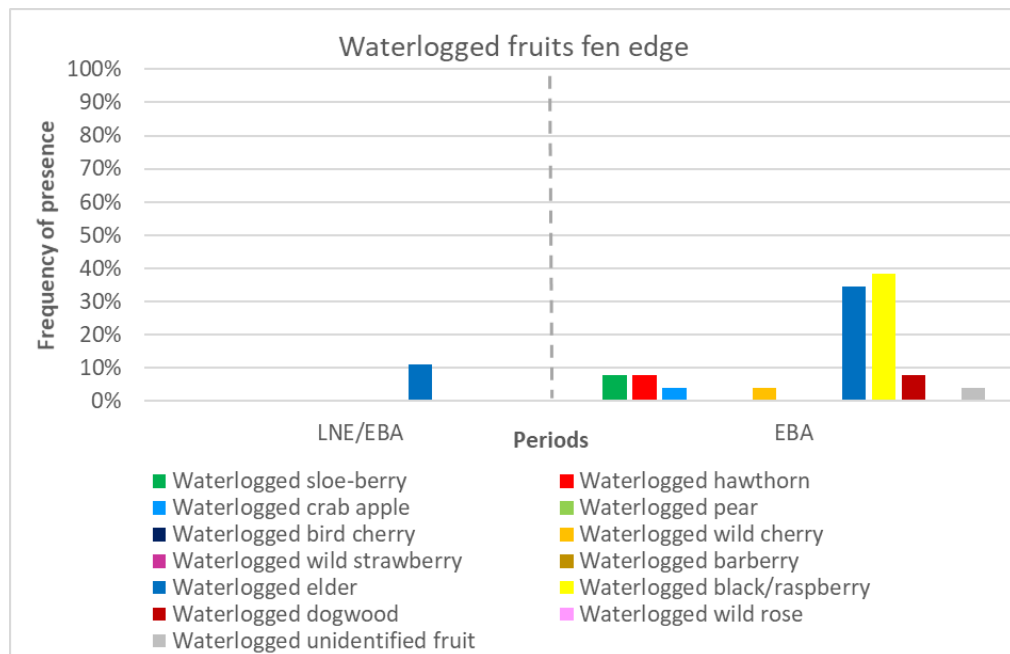 Waterlogged fruits fen edge
100%
90%
80%
70%
60%
50%
40%
30%
20%
10%
0%
Frequency of presence
LNE/EBA
EBA
Periods
Waterlogged sloe-berry
Waterlogged hawthorn
Waterlogged crab apple
Waterlogged pear
Waterlogged bird cherry
Waterlogged wild cherry
Waterlogged wild strawberry
Waterlogged barberry
Waterlogged elder
Waterlogged black/raspberry
Waterlogged dogwood
Waterlogged wild rose
Waterlogged unidentified fruit